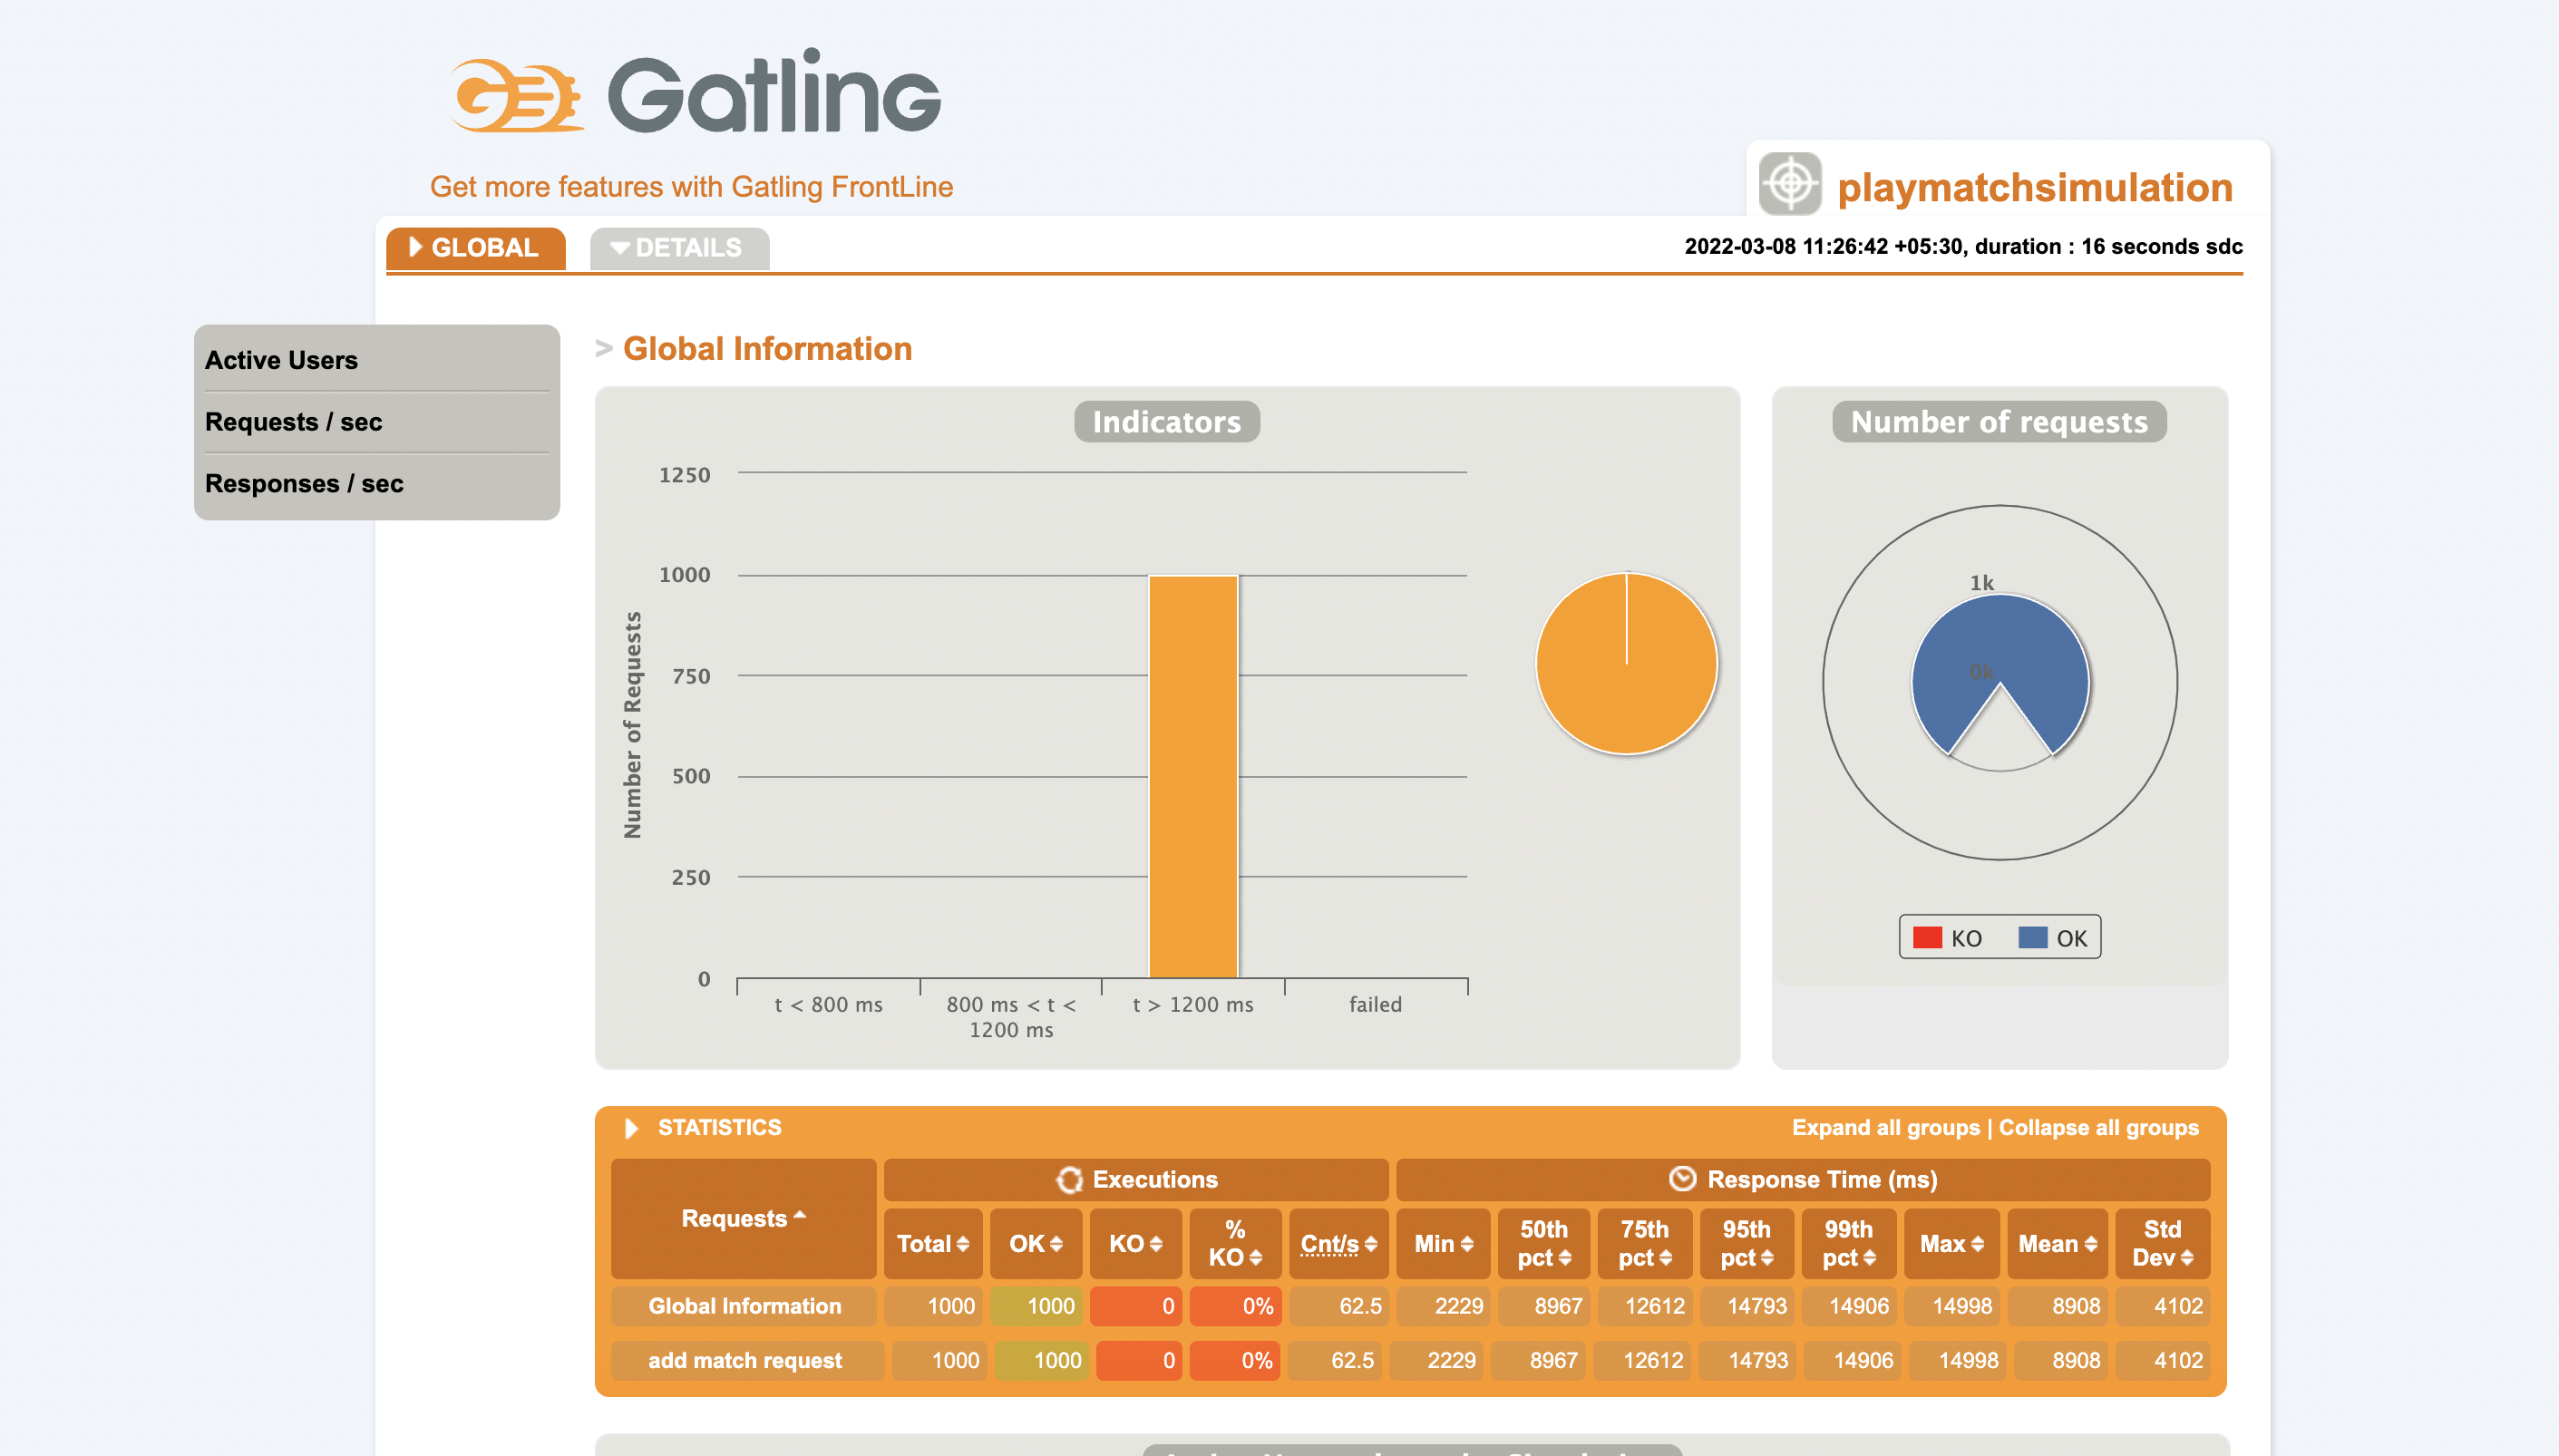 Gatling
Get more features with Gatling FrontLine
playmatchsimulation
GLOBAL
DETAILS
2022-03-08 11:26:42 +05:30, duration : 16 seconds sdc
Active Users
Requests / sec
Responses / sec
> Global Information
Indicators
1250
1000
750
500
250
0
Number of Requests
t < 800 ms
800 ms < t <
1200 ms
t > 1200 ms
failed
Number of requests
1k
0k
KO
OK
STATISTICS
Expand all groups | Collapse all groups
Requests
Executions
Response Time (ms)
Total
OK
KO
%
KO
Cnt/s
Min
50th
pct
75th
pct
95th
pct
99th
pct
Max
Mean
Std
Dev
Global Information 1000 1000 0 0% 62.5 2229 8967 12612 14793 14906 14998 8908 4102
add match request 1000 1000 0 0% 62.5 2229 8967 12612 14793 14906 14998 8908 4102